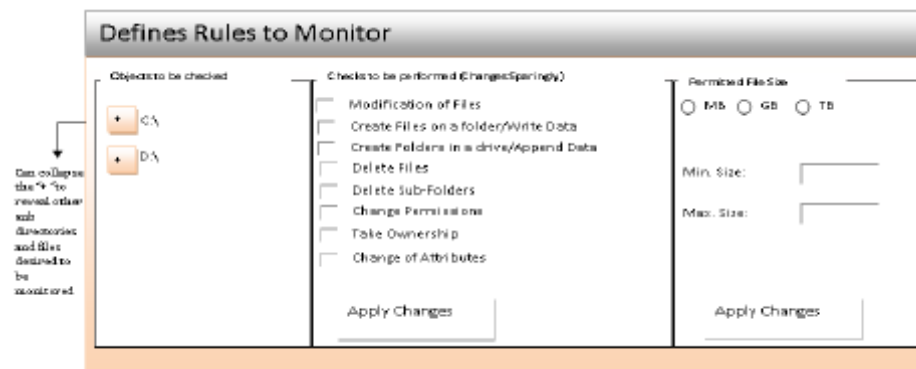 Defines Rules to Monitor
Objects to be checked
Checks to be performed (Changes Sparingly)
Permitted File Size
+ C:\
+ D:\
Modification of Files
Create Files on a folder/Write Data
Create Folders in a drive/Append Data
Delete Files
Delete Sub-Folders
Change Permissions
Take Ownership
Change of Attributes
Apply Changes
MB GB TB
Min. Size:
Max. Size:
Apply Changes
Can collapse
the "+ "to
reveal other
sub
directories
and files
desired to
be
monitored